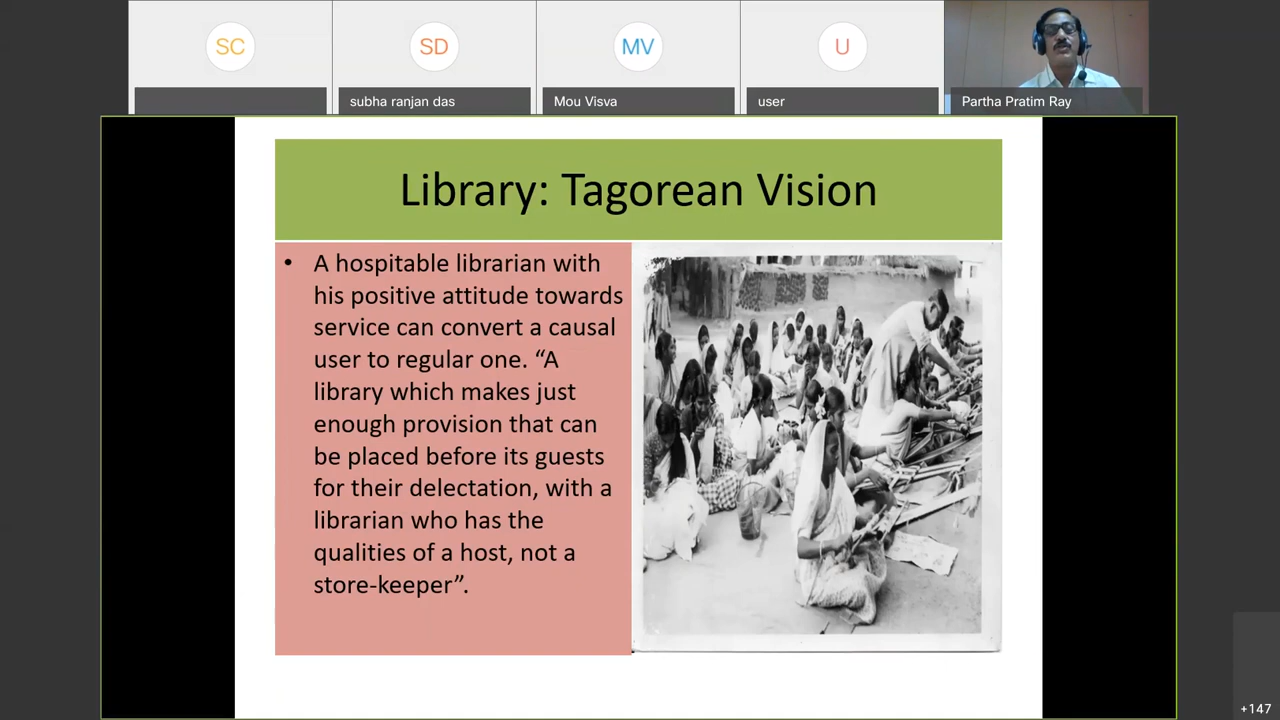 SC
SD
MV
U
subha ranjan das
Mou Visva
user
Partha Pratim Ray
Library: Tagorean Vision
• A hospitable librarian with
his positive attitude towards
service can convert a causal
user to regular one. “A
library which makes just
enough provision that can
be placed before its guests
for their delectation, with a
librarian who has the
qualities of a host, not a
store-keeper”.
+147